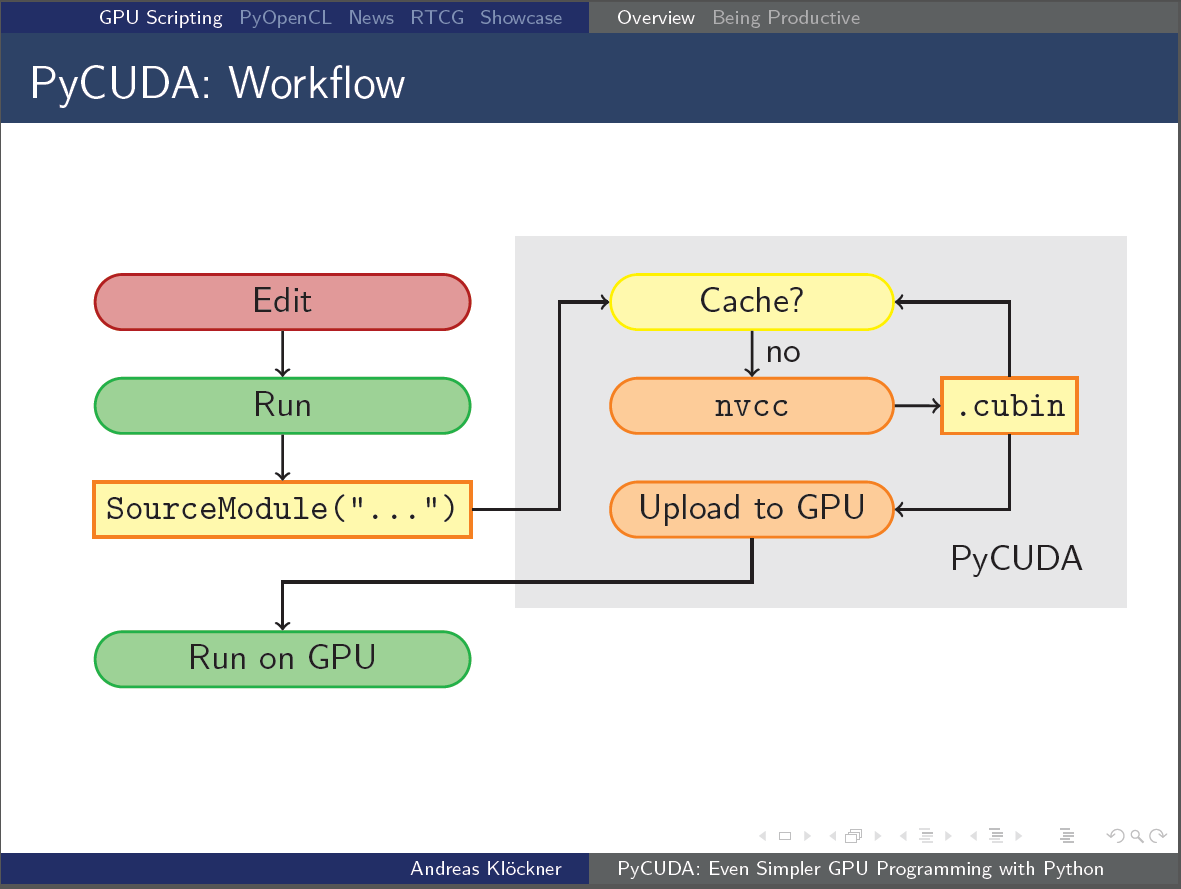 GPU Scripting PyOpenCL News RTCG Showcase Overview Being Productive
PyCUDA: Workflow
Edit
Run
SourceModule("...")
Cache?
no
nvcc
.cubin
Upload to GPU
PyCUDA
Run on GPU
Andreas Klöckner PyCUDA: Even Simpler GPU Programming with Python